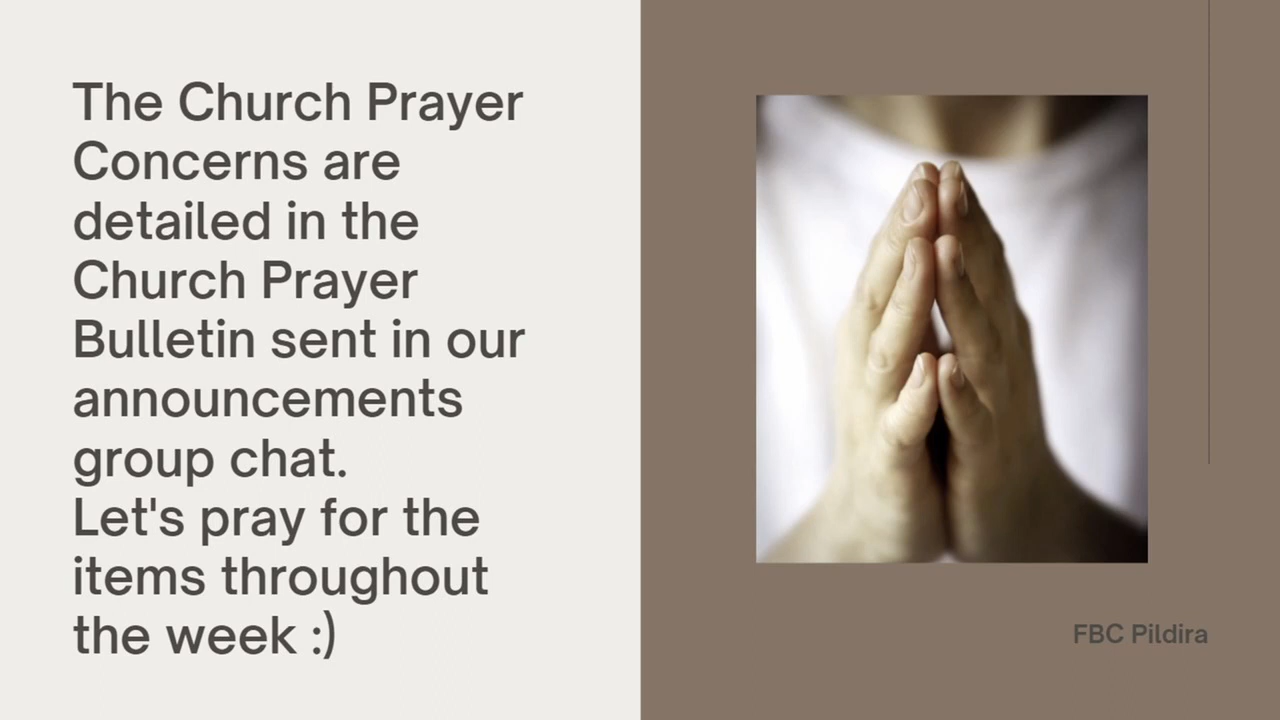 The Church Prayer
Concerns are
detailed in the
Church Prayer
Bulletin sent in our
announcements
group chat.
Let's pray for the
items throughout
the week :)
FBC Pildira